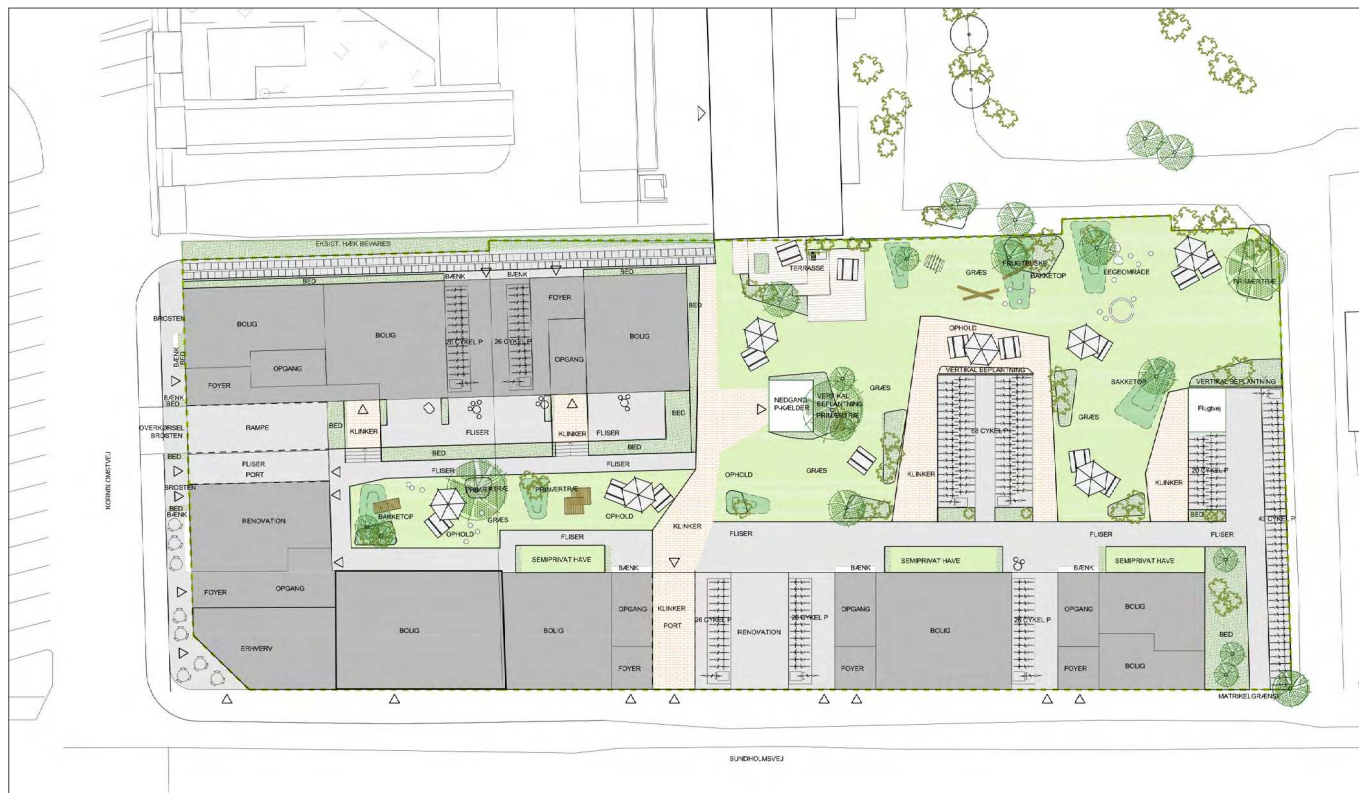 EKSIST. HÆK BEVARES
BED
BÆNK
BÆNK
BED
TERRASSE
GRÆS
FRUGTBUSKE
BAKKETOP
LEGEOMRÅDE
PRIMÆRTRÆ
BROSTEN
BOLIG
BOLIG
FOYER
26 CYKEL P
26 CYKEL P
OPGANG
BOLIG
BED
OPHOLD
BÆNK
BED
OPGANG
FOYER
VERTIKAL BEPLANTNING
BAKKETOP
VERTIKAL BEPLANTNING
NEDGANG
P-KÆLDER
VERTIKAL
BEPLANTNING
PRIMÆRTRÆ
GRÆS
GRÆS
Flugtvej
BÆNK
BED
OVERKØRSEL
BROSTEN
RAMPE
BED
KLINKER
FLISER
KLINKER
FLISER
BED
BED
68 CYKEL P
KORNBLOMSTVEJ
FLISER
PORT
FLISER
OPHOLD
GRÆS
KLINKER
KLINKER
20 CYKEL P
BROSTEN
BED
BÆNK
RENOVATION
PRIMÆRTRÆ
PRIMÆRTRÆ
BAKKETOP
GRÆS
OPHOLD
OPHOLD
KLINKER
BED
43 CYKEL P
FLISER
FLISER
FLISER
FLISER
SEMIPRIVAT HAVE
BÆNK
BÆNK
SEMIPRIVAT HAVE
BÆNK
SEMIPRIVAT HAVE
FOYER
OPGANG
OPGANG
KLINKER
PORT
26 CYKEL P
RENOVATION
26 CYKEL P
OPGANG
BOLIG
26 CYKEL P
OPGANG
BOLIG
BED
BOLIG
BOLIG
ERHVERV
FOYER
FOYER
FOYER
BOLIG
MATRIKELGRÆNSE
SUNDHOLMSVEJ